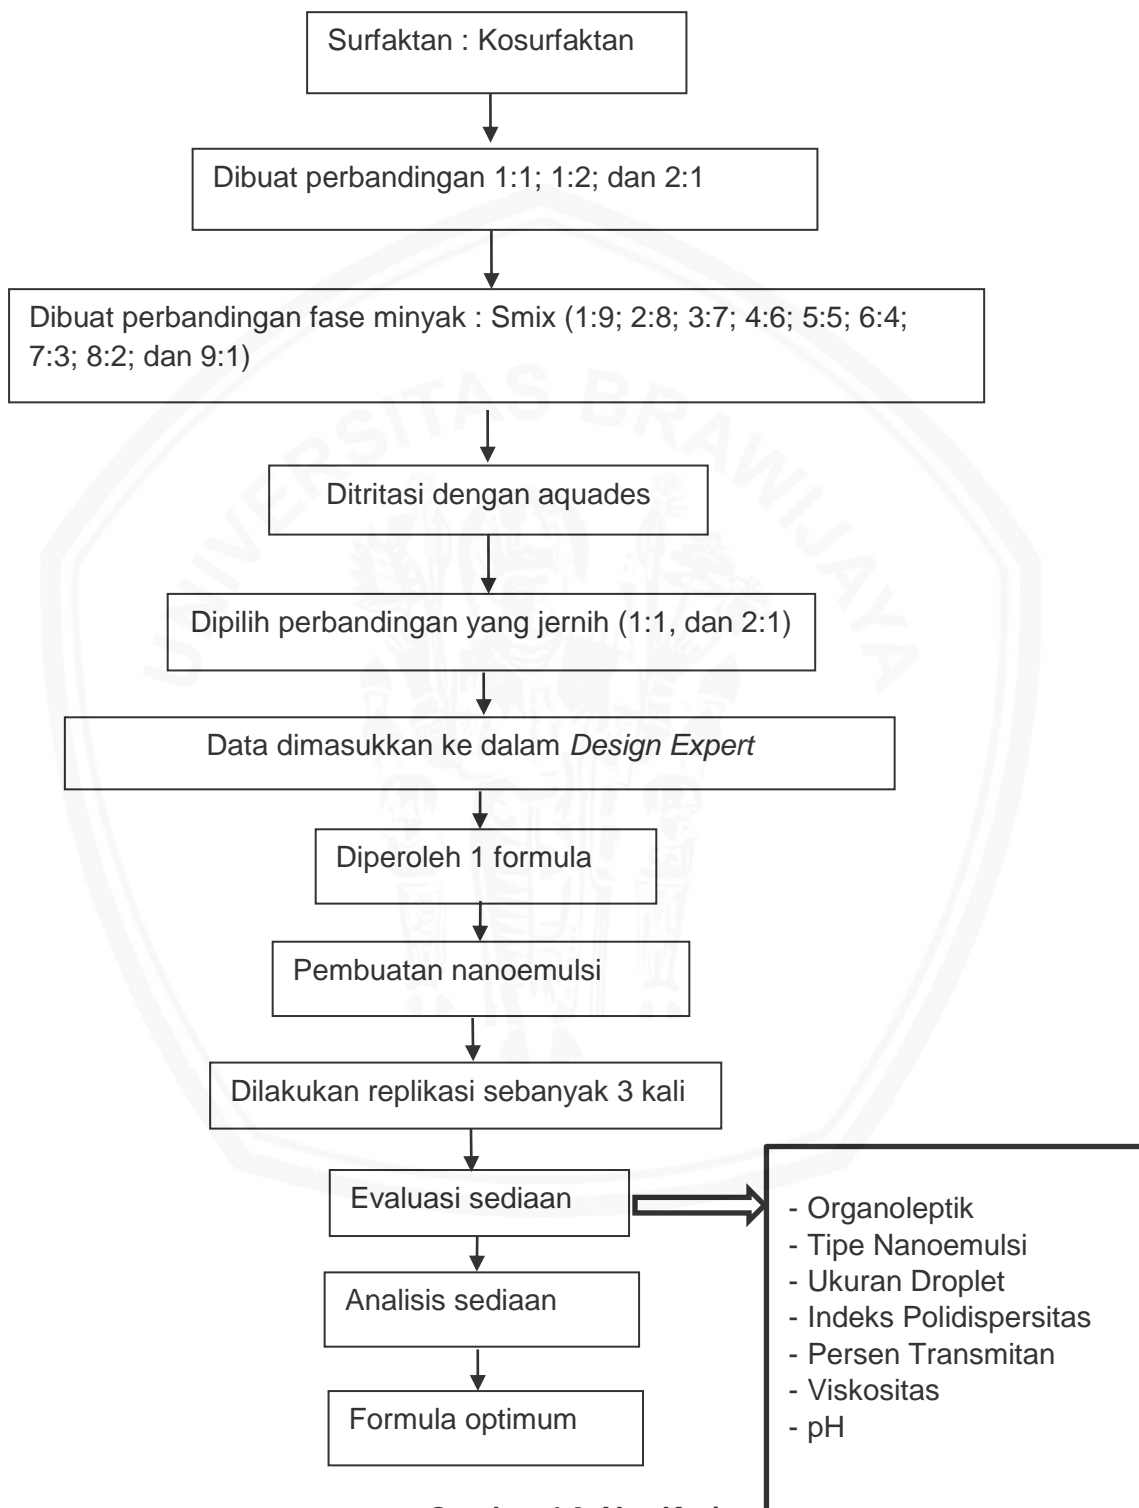 Surfaktan : Kosurfaktan
Dibuat perbandingan 1:1; 1:2; dan 2:1
Dibuat perbandingan fase minyak : Smix (1:9; 2:8; 3:7; 4:6; 5:5; 6:4;
7:3; 8:2; dan 9:1)
Ditritasi dengan aquades
Dipilih perbandingan yang jernih (1:1, dan 2:1)
Data dimasukkan ke dalam Design Expert
Diperoleh 1 formula
Pembuatan nanoemulsi
Dilakukan replikasi sebanyak 3 kali
Evaluasi sediaan
- Organoleptik
- Tipe Nanoemulsi
- Ukuran Droplet
- Indeks Polidispersitas
- Persen Transmitan
- Viskositas
- pH
Analisis sediaan
Formula optimum
UNIVERSITAS BRAWIJAYA